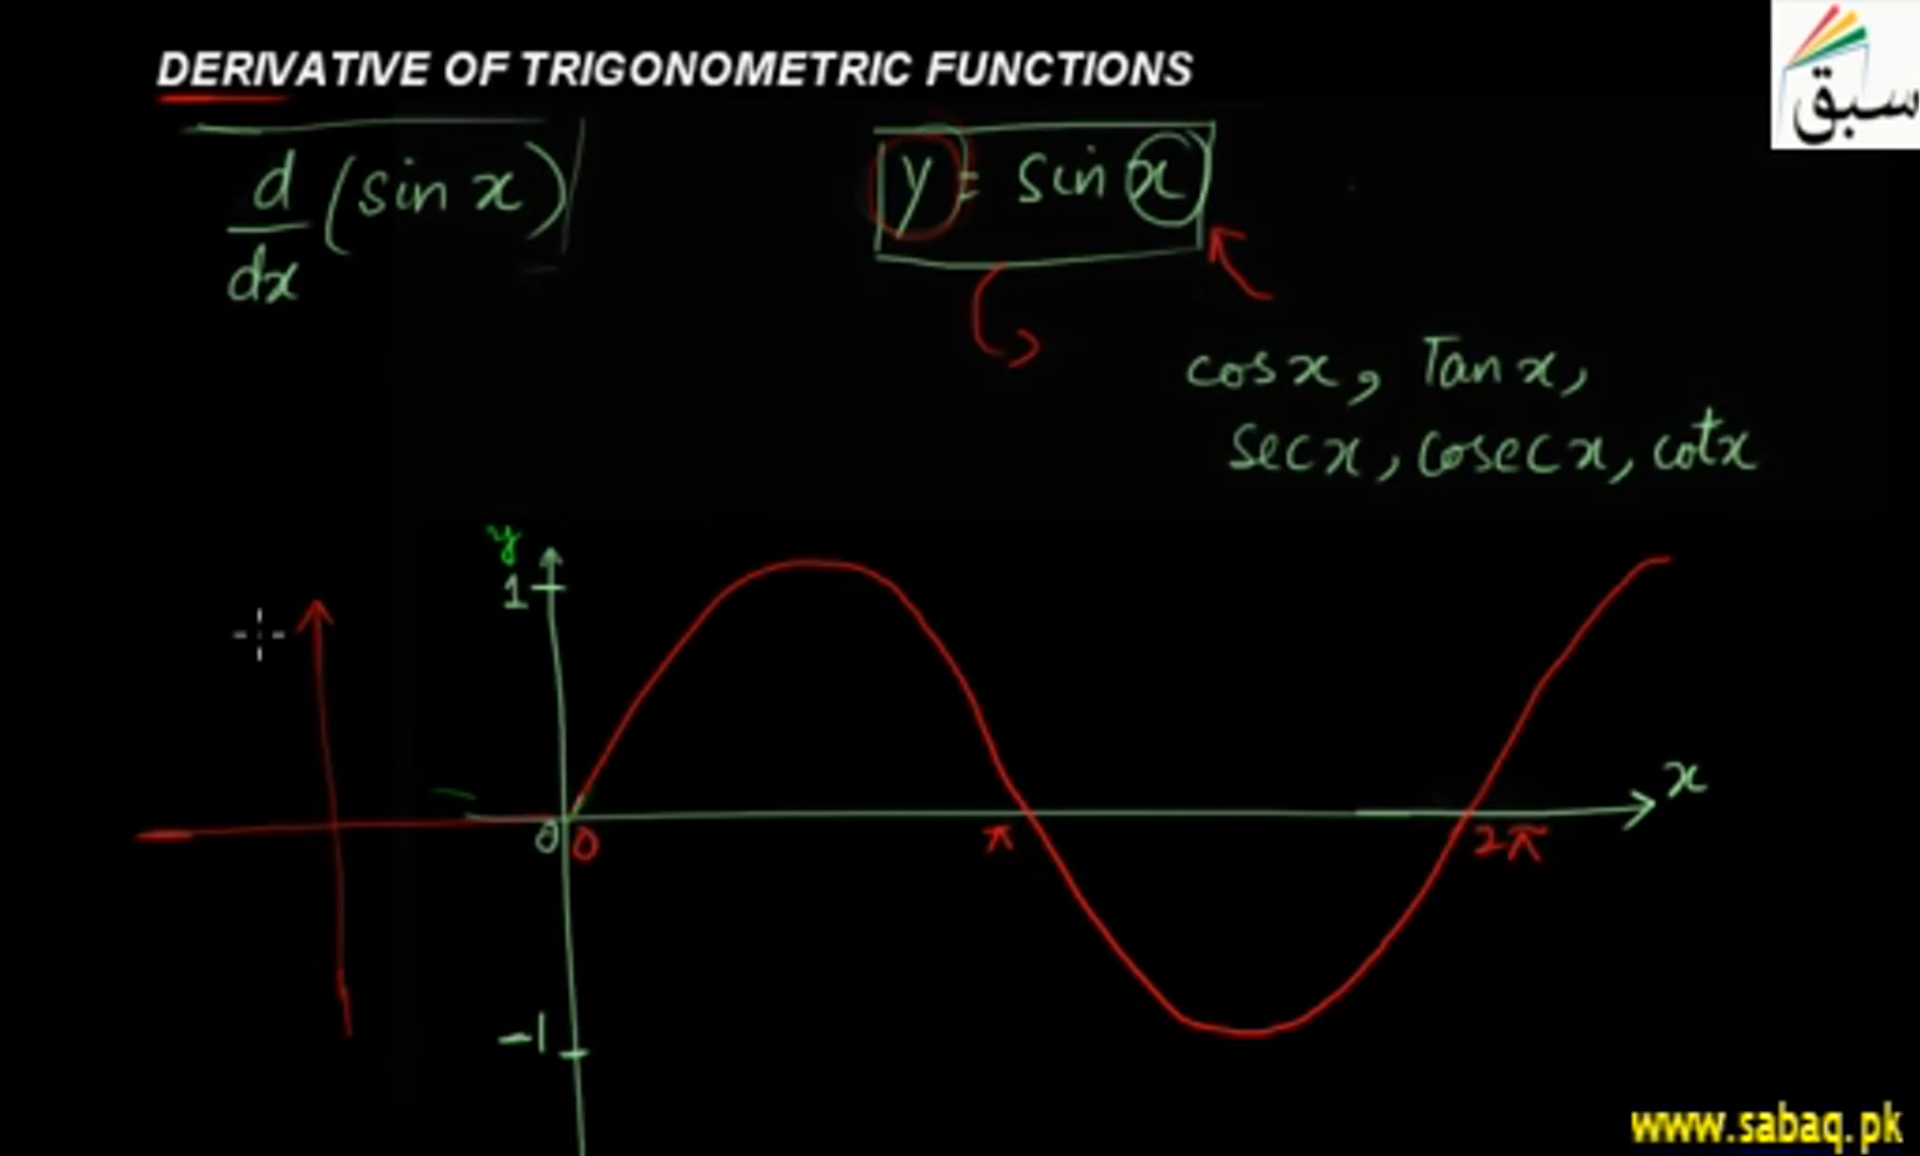 DERIVATIVE OF TRIGONOMETRIC FUNCTIONS
سبق
d/dx (sin x)
y = sin x
cos x, Tan x,
sec x, cosec x, cot x
y
1
x
0 0 π 2π
-1
www.sabaq.pk